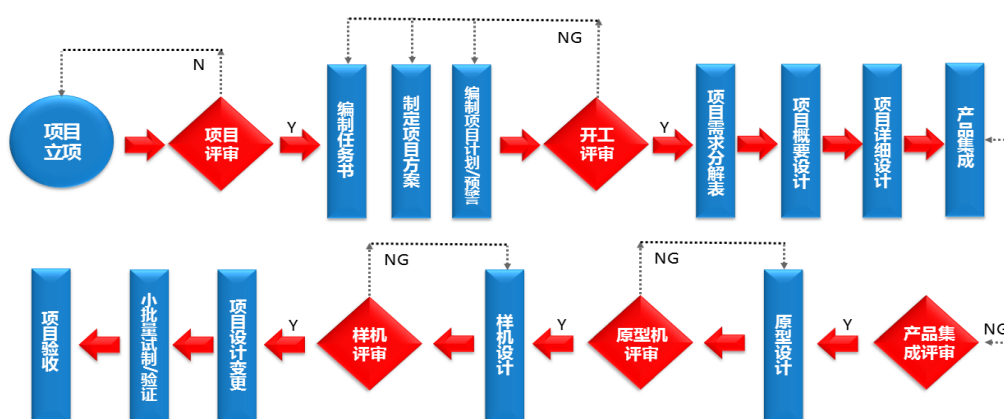 N
NG
项目
立项
项目
评审
Y
编制任务书
制定项目方案
编制项目计划/预警
开工
评审
Y
项目需求分解表
项目概要设计
项目详细设计
产品集成
项目验收
小批量试制/验证
项目设计变更
Y
样机
评审
NG
样机设计
Y
原型机
评审
NG
原型设计
Y
产品集
成评审
NG